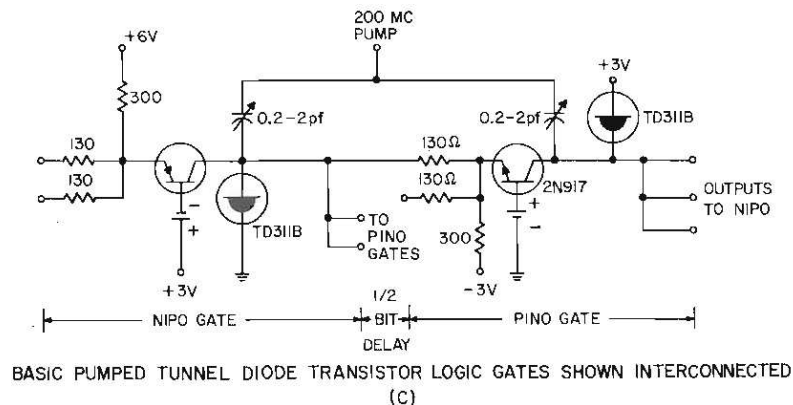 200 MC
PUMP
+6V
+3V
300
0.2-2pf
0.2-2pf
TD311B
130
130Ω
130
130Ω
2N917
OUTPUTS
TO NIPO
-
+
+
-
TD311B
TO
PINO
GATES
300
+3V
-3V
1/2
NIPO GATE
BIT
PINO GATE
DELAY
BASIC PUMPED TUNNEL DIODE TRANSISTOR LOGIC GATES SHOWN INTERCONNECTED
(C)